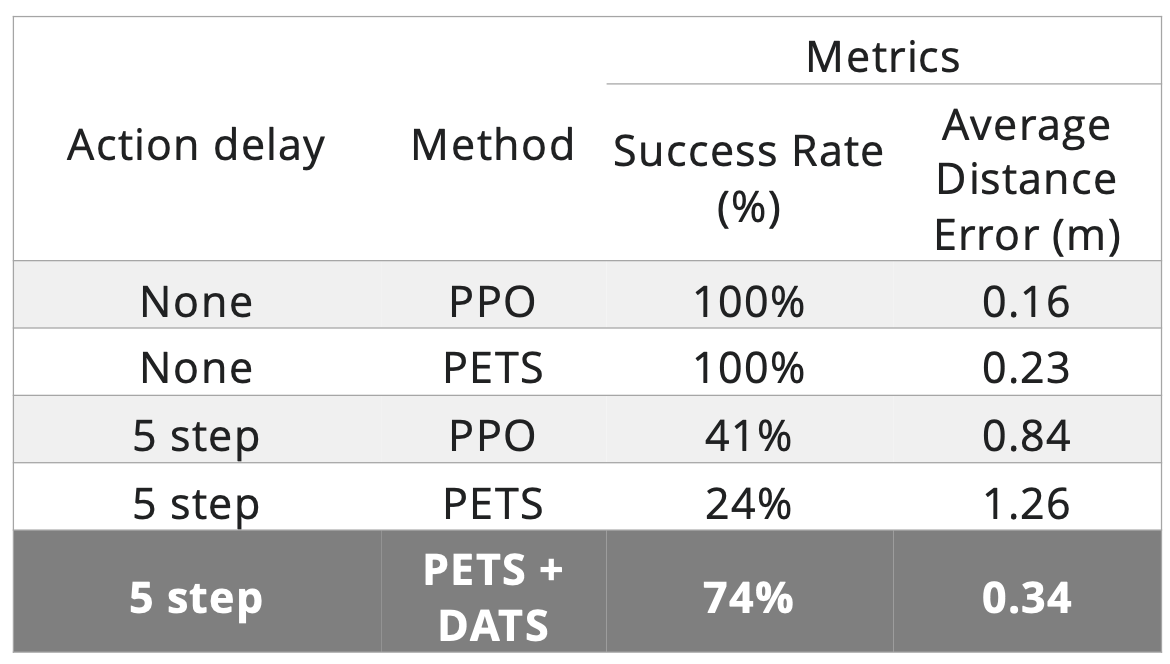 Metrics
Action delay Method Success Rate (%) Average Distance Error (m)
None PPO 100% 0.16
None PETS 100% 0.23
5 step PPO 41% 0.84
5 step PETS 24% 1.26
5 step PETS + DATS 74% 0.34